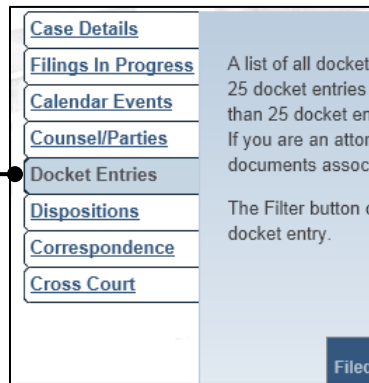 Case Details
Filings In Progress
Calendar Events
Counsel/Parties
Docket Entries
Dispositions
Correspondence
Cross Court
A list of all docket
25 docket entries
than 25 docket en
If you are an attor
documents assoc
The Filter button
docket entry.
Filed